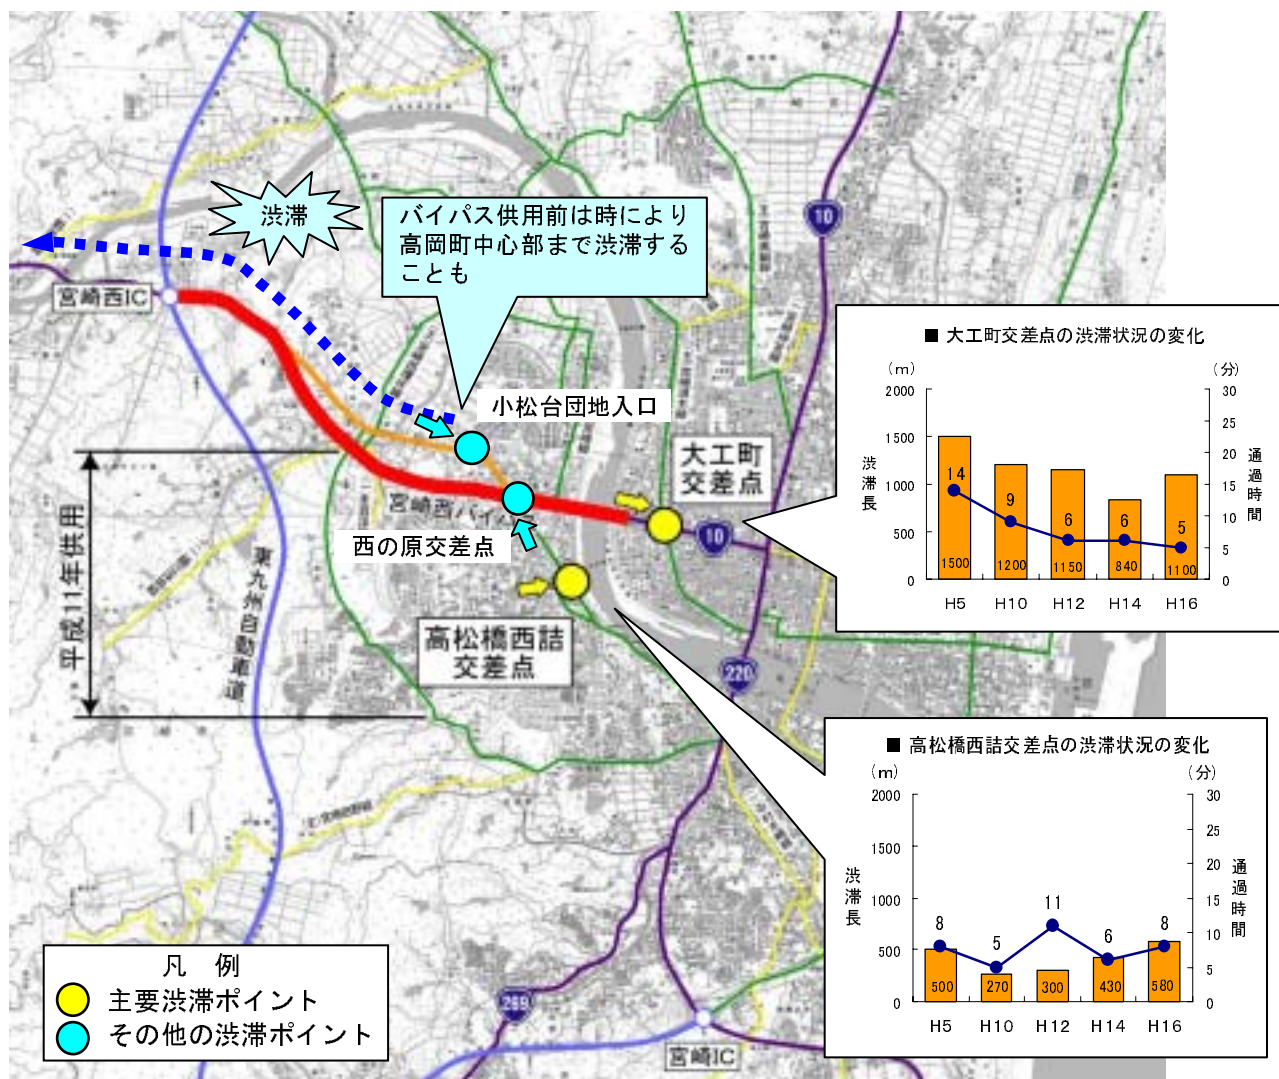 渋滞
バイパス供用前は時により
高岡町中心部まで渋滞する
ことも
10
宮崎西IC
小松台団地入口
大工町
交差点
宮崎西バイパ
西の原交差点
10
平成11年供用
東九州自動車道
高松橋西詰
交差点
220
269
宮崎IC
凡 例
主要渋滞ポイント
その他の渋滞ポイント
■ 大工町交差点の渋滞状況の変化
(m)
(分)
2000
1500
1000
500
0
渋滞長
30
25
20
15
10
5
0
通過時間
14
9
6
6
5
1500
1200
1150
840
1100
H5
H10
H12
H14
H16
■ 高松橋西詰交差点の渋滞状況の変化
(m)
(分)
2000
1500
1000
500
0
渋滞長
30
25
20
15
10
5
0
通過時間
8
5
11
6
8
500
270
300
430
580
H5
H10
H12
H14
H16